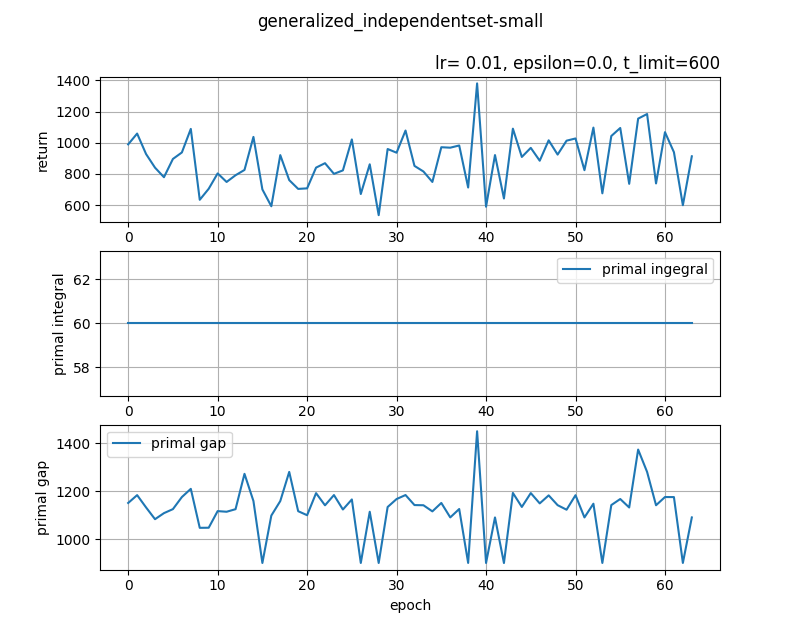 generalized_independentset-small
lr= 0.01, epsilon=0.0, t_limit=600
return
1400
1200
1000
800
600
0 10 20 30 40 50 60
primal integral
62
60
58
primal ingegral
0 10 20 30 40 50 60
primal gap
1400
1200
1000
primal gap
0 10 20 30 40 50 60
epoch